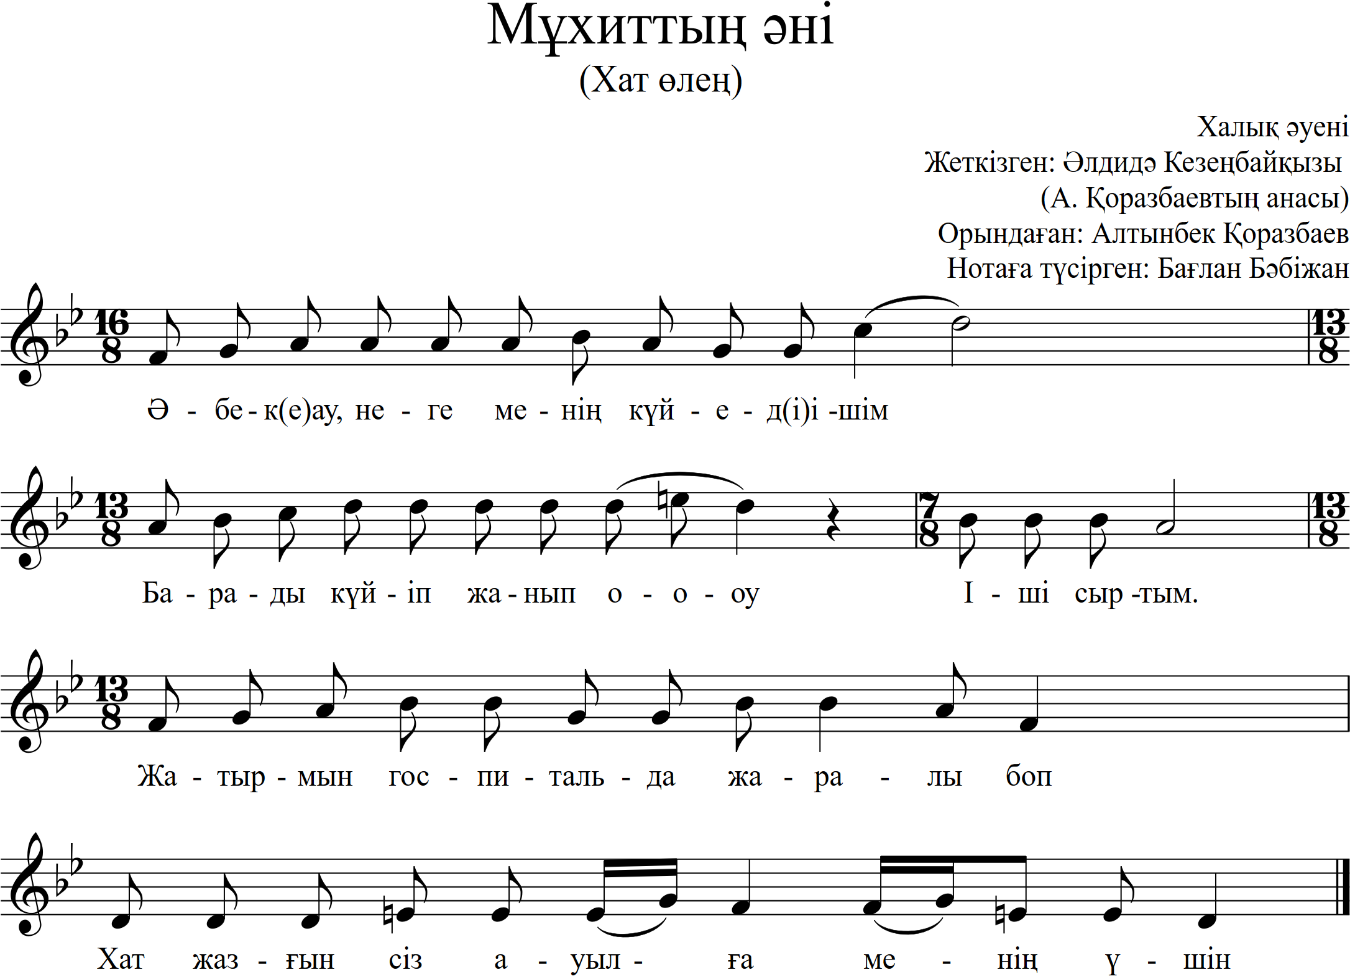 Мұхиттың әні
(Хат өлең)
Халық әуені
Жеткізген: Әлдидә Кезеңбайқызы
(А. Қоразбаевтың анасы)
Орындаған: Алтынбек Қоразбаев
Нотаға түсірген: Бағлан Бәбіжан
16
8
13
8
Ә - бе - к(е)ау, не - ге ме - нің күй - е - д(і)і -шім
13
8
7
8
13
8
Ба - ра - ды күй - іп жа - нып о - о - оу І - ші сыр -тым.
13
8
Жа - тыр - мын гос - пи - таль - да жа - ра - лы боп
Хат жаз - ғын сіз а - уыл - ға ме - нің ү - шін